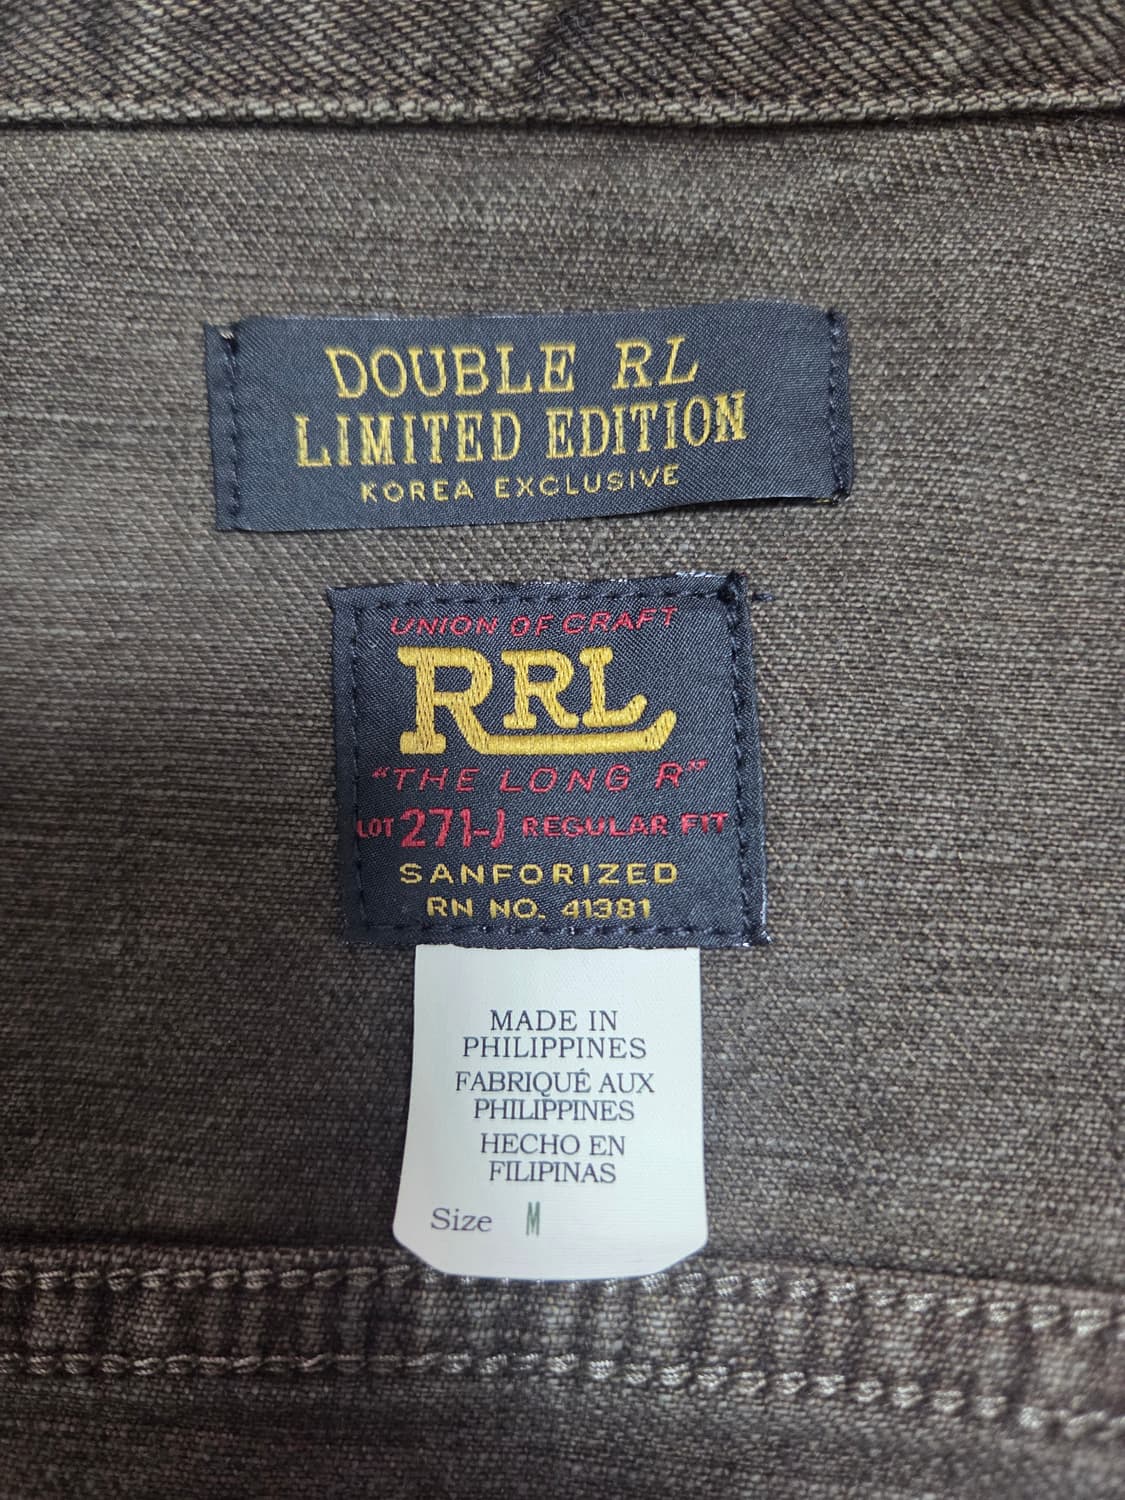 DOUBLE RL
LIMITED EDITION
KOREA EXCLUSIVE
UNION OF CRAFT
RRL
"THE LONG R"
LOT 271-J REGULAR FIT
SANFORIZED
RN NO. 41381
MADE IN
PHILIPPINES
FABRIQUÉ AUX
PHILIPPINES
HECHO EN
FILIPINAS
Size M